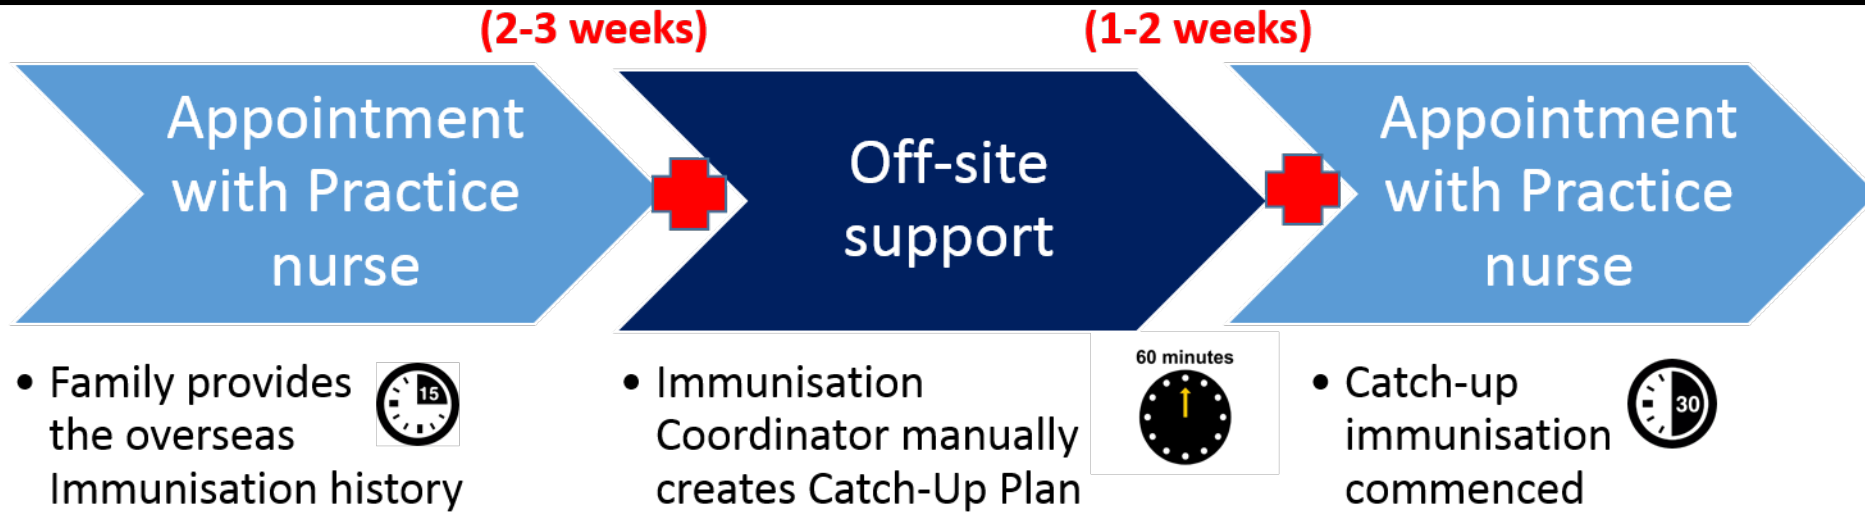 (2-3 weeks)
(1-2 weeks)
Appointment
with Practice
nurse
Off-site
support
Appointment
with Practice
nurse
• Family provides
the overseas
Immunisation history
15
• Immunisation
Coordinator manually
creates Catch-Up Plan
60 minutes
• Catch-up
immunisation
commenced
30